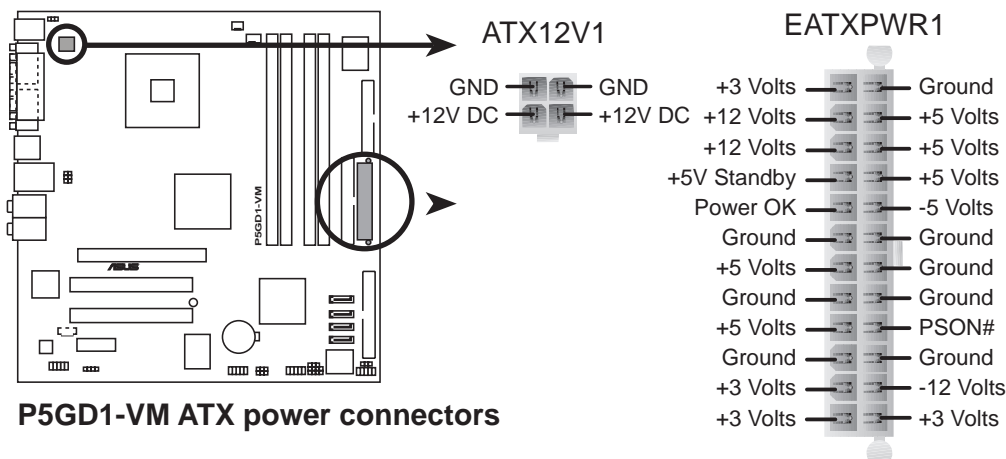 ATX12V1
GND
GND
+12V DC
+12V DC
EATXPWR1
+3 Volts
Ground
+12 Volts
+5 Volts
+12 Volts
+5 Volts
+5V Standby
+5 Volts
Power OK
-5 Volts
Ground
Ground
+5 Volts
Ground
Ground
Ground
+5 Volts
PSON#
Ground
Ground
+3 Volts
-12 Volts
+3 Volts
+3 Volts
P5GD1-VM
ASUS
P5GD1-VM ATX power connectors